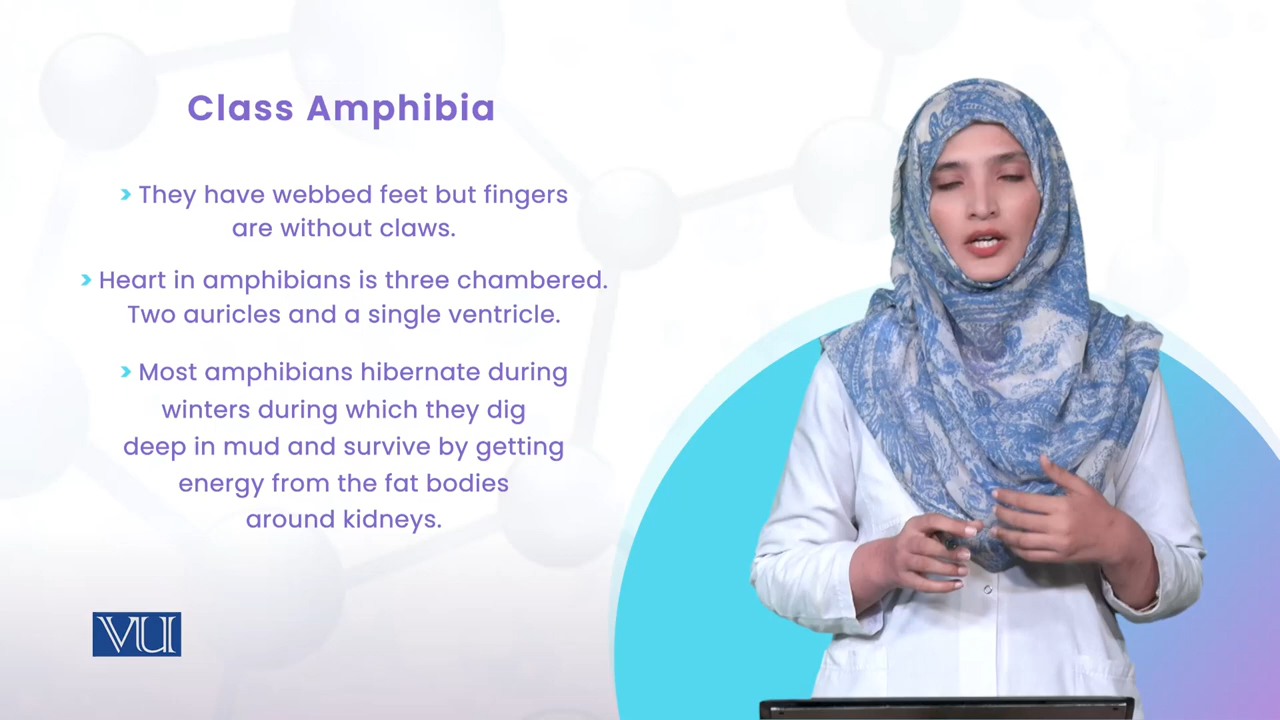 Class Amphibia
› They have webbed feet but fingers
are without claws.
› Heart in amphibians is three chambered.
Two auricles and a single ventricle.
› Most amphibians hibernate during
winters during which they dig
deep in mud and survive by getting
energy from the fat bodies
around kidneys.
VU